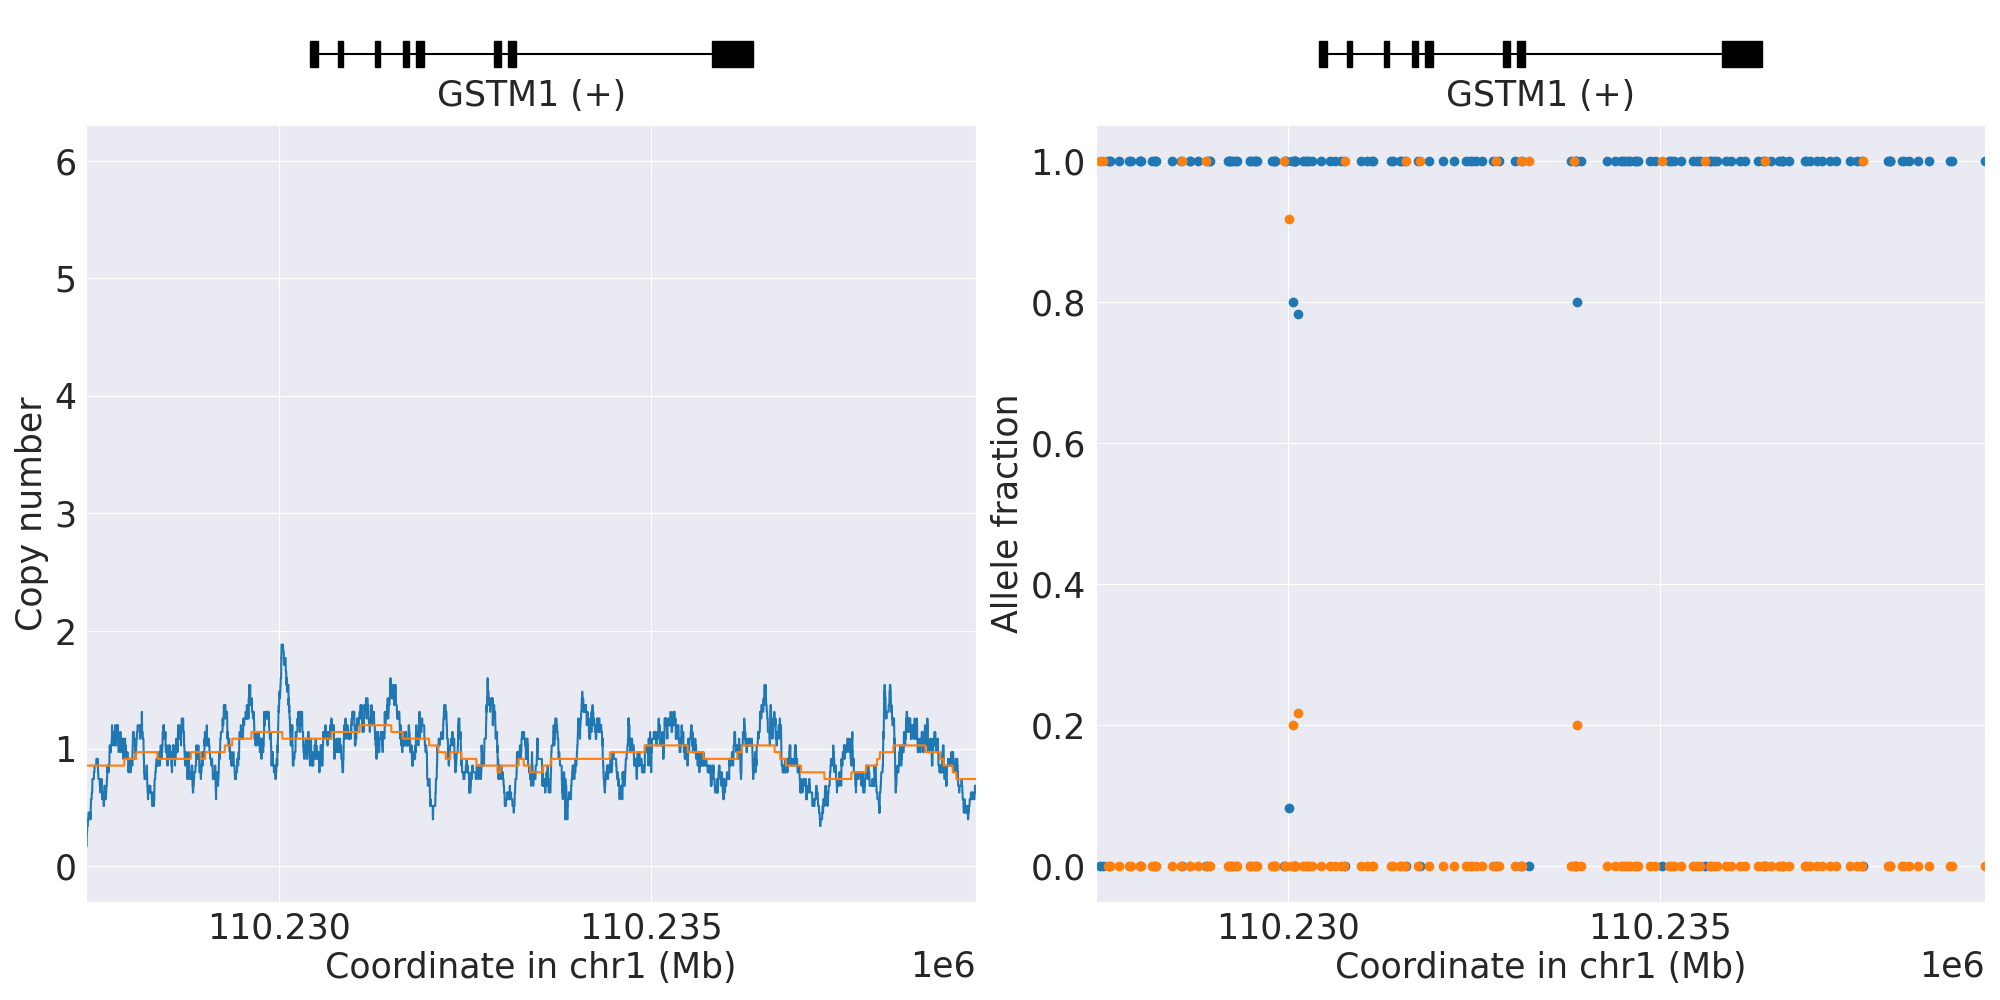 GSTM1 (+)
6
5
4
3
2
1
0
Copy number
110.230
110.235
Coordinate in chr1 (Mb)
1e6
GSTM1 (+)
1.0
0.8
0.6
0.4
0.2
0.0
Allele fraction
110.230
110.235
Coordinate in chr1 (Mb)
1e6